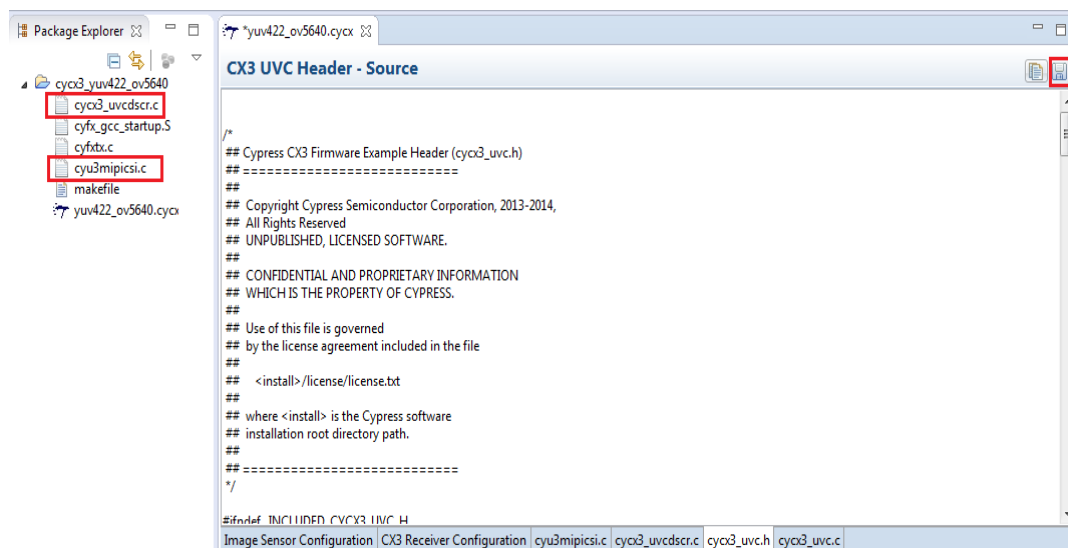 Package Explorer
cycx3_yuv422_ov5640
cycx3_uvcdscr.c
cyfx_gcc_startup.S
cyfxtx.c
cyu3mipicsi.c
makefile
yuv422_ov5640.cycx
*yuv422_ov5640.cycx
CX3 UVC Header - Source
/*
## Cypress CX3 Firmware Example Header (cycx3_uvc.h)
## ===========================
##
## Copyright Cypress Semiconductor Corporation, 2013-2014,
## All Rights Reserved
## UNPUBLISHED, LICENSED SOFTWARE.
##
## CONFIDENTIAL AND PROPRIETARY INFORMATION
## WHICH IS THE PROPERTY OF CYPRESS.
##
## Use of this file is governed
## by the license agreement included in the file
##
## <install>/license/license.txt
##
## where <install> is the Cypress software
## installation root directory path.
##
## ===========================
*/
#ifndef INCLUDED_CYCX3_UVC_H
Image Sensor Configuration CX3 Receiver Configuration cyu3mipicsi.c cycx3_uvcdscr.c cycx3_uvc.h cycx3_uvc.c